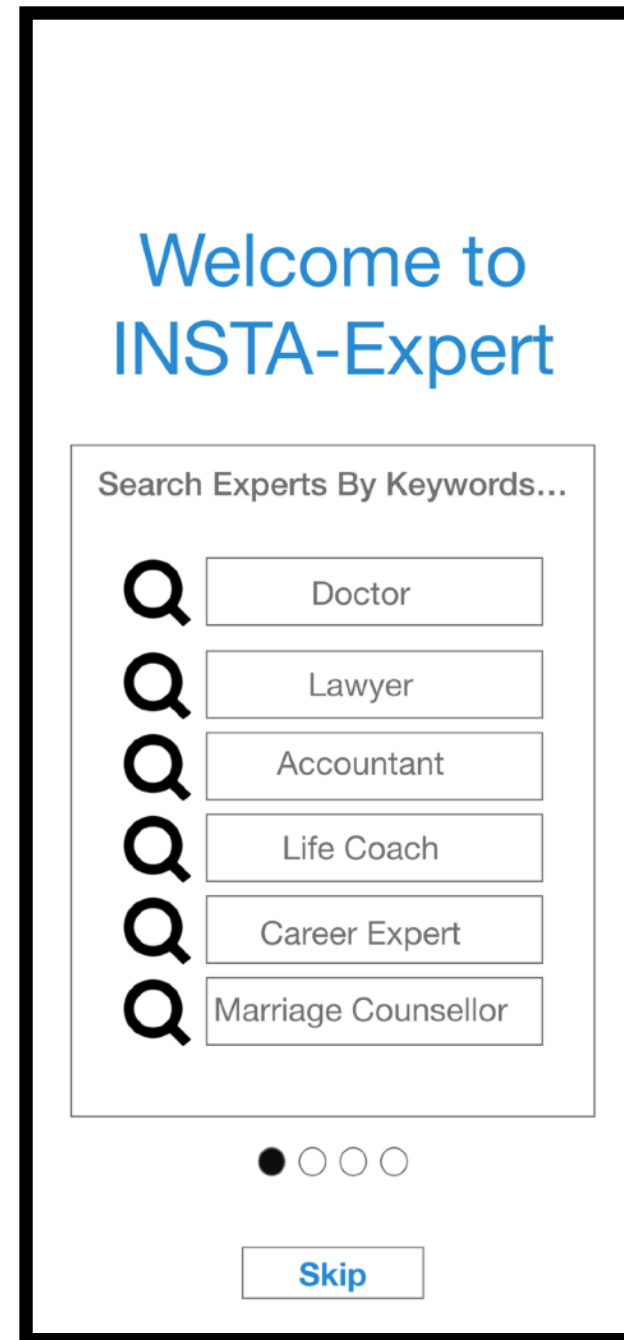 Welcome to
INSTA-Expert
Search Experts By Keywords...
Doctor
Lawyer
Accountant
Life Coach
Career Expert
Marriage Counsellor
Skip